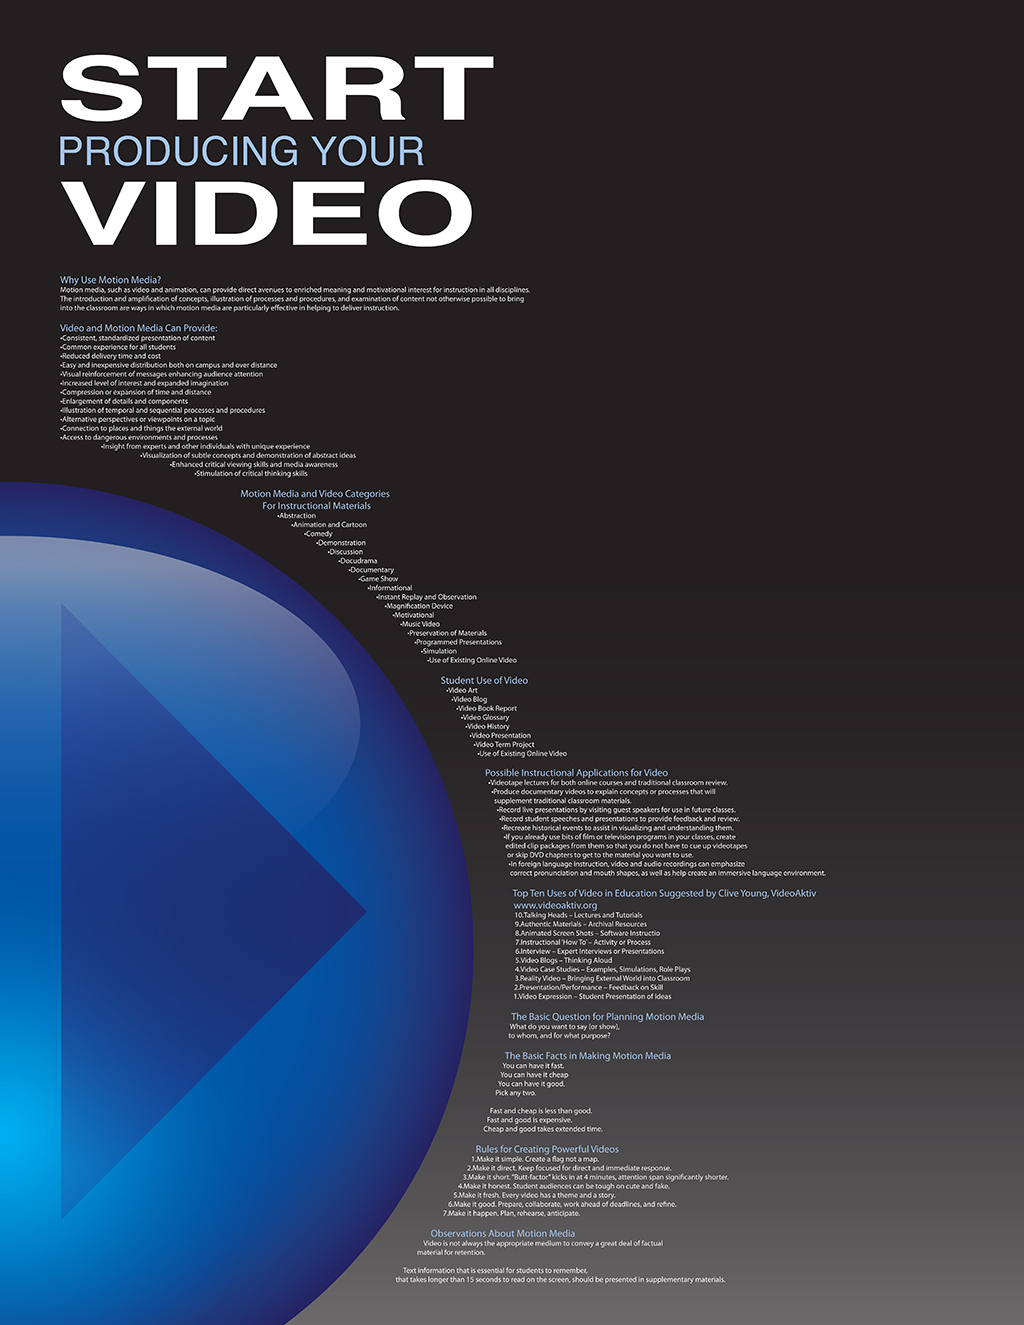 START
PRODUCING YOUR
VIDEO
Why Use Motion Media?
Motion media, such as video and animation, can provide direct avenues to enriched meaning and motivational interest for instruction in all disciplines.
The introduction and amplification of concepts, illustration of processes and procedures, and examination of content not otherwise possible to bring
into the classroom are ways in which motion media are particularly effective in helping to deliver instruction.
Video and Motion Media Can Provide:
•Consistent, standardized presentation of content
•Common experience for all students
•Reduced delivery time and cost
•Easy and inexpensive distribution both on campus and over distance
•Visual reinforcement of messages enhancing audience attention
•Increased level of interest and expanded imagination
•Compression or expansion of time and distance
•Enlargement of details and components
•Illustration of temporal and sequential processes and procedures
•Alternative perspectives or viewpoints on a topic
•Connection to places and things the external world
•Access to dangerous environments and processes
•Insight from experts and other individuals with unique experience
•Visualization of subtle concepts and demonstration of abstract ideas
•Enhanced critical viewing skills and media awareness
•Stimulation of critical thinking skills
Motion Media and Video Categories
For Instructional Materials
•Abstraction
•Animation and Cartoon
•Comedy
•Demonstration
•Discussion
•Docudrama
•Documentary
•Game Show
•Informational
•Instant Replay and Observation
•Magnification Device
•Motivational
•Music Video
•Preservation of Materials
•Programmed Presentations
•Simulation
•Use of Existing Online Video
Student Use of Video
•Video Art
•Video Blog
•Video Book Report
•Video Glossary
•Video History
•Video Presentation
•Video Term Project
•Use of Existing Online Video
Possible Instructional Applications for Video
•Videotape lectures for both online courses and traditional classroom review.
•Produce documentary videos to explain concepts or processes that will
supplement traditional classroom materials.
•Record live presentations by visiting guest speakers for use in future classes.
•Record student speeches and presentations to provide feedback and review.
•Recreate historical events to assist in visualizing and understanding them.
•If you already use bits of film or television programs in your classes, create
edited clip packages from them so that you do not have to cue up videotapes
or skip DVD chapters to get to the material you want to use.
•In foreign language instruction, video and audio recordings can emphasize
correct pronunciation and mouth shapes, as well as help create an immersive language environment.
Top Ten Uses of Video in Education Suggested by Clive Young, VideoAktiv
www.videoaktiv.org
10.Talking Heads – Lectures and Tutorials
9.Authentic Materials – Archival Resources
8.Animated Screen Shots – Software Instructio
7.Instructional 'How To' – Activity or Process
6.Interview – Expert Interviews or Presentations
5.Video Blogs – Thinking Aloud
4.Video Case Studies – Examples, Simulations, Role Plays
3.Reality Video – Bringing External World into Classroom
2.Presentation/Performance – Feedback on Skill
1.Video Expression – Student Presentation of Ideas
The Basic Question for Planning Motion Media
What do you want to say (or show),
to whom, and for what purpose?
The Basic Facts in Making Motion Media
You can have it fast.
You can have it cheap
You can have it good.
Pick any two.
Fast and cheap is less than good.
Fast and good is expensive.
Cheap and good takes extended time.
Rules for Creating Powerful Videos
1.Make it simple. Create a flag not a map.
2.Make it direct. Keep focused for direct and immediate response.
3.Make it short. "Butt-factor" kicks in at 4 minutes, attention span significantly shorter.
4.Make it honest. Student audiences can be tough on cute and fake.
5.Make it fresh. Every video has a theme and a story.
6.Make it good. Prepare, collaborate, work ahead of deadlines, and refine.
7.Make it happen. Plan, rehearse, anticipate.
Observations About Motion Media
Video is not always the appropriate medium to convey a great deal of factual
material for retention.
Text information that is essential for students to remember,
that takes longer than 15 seconds to read on the screen, should be presented in supplementary materials.